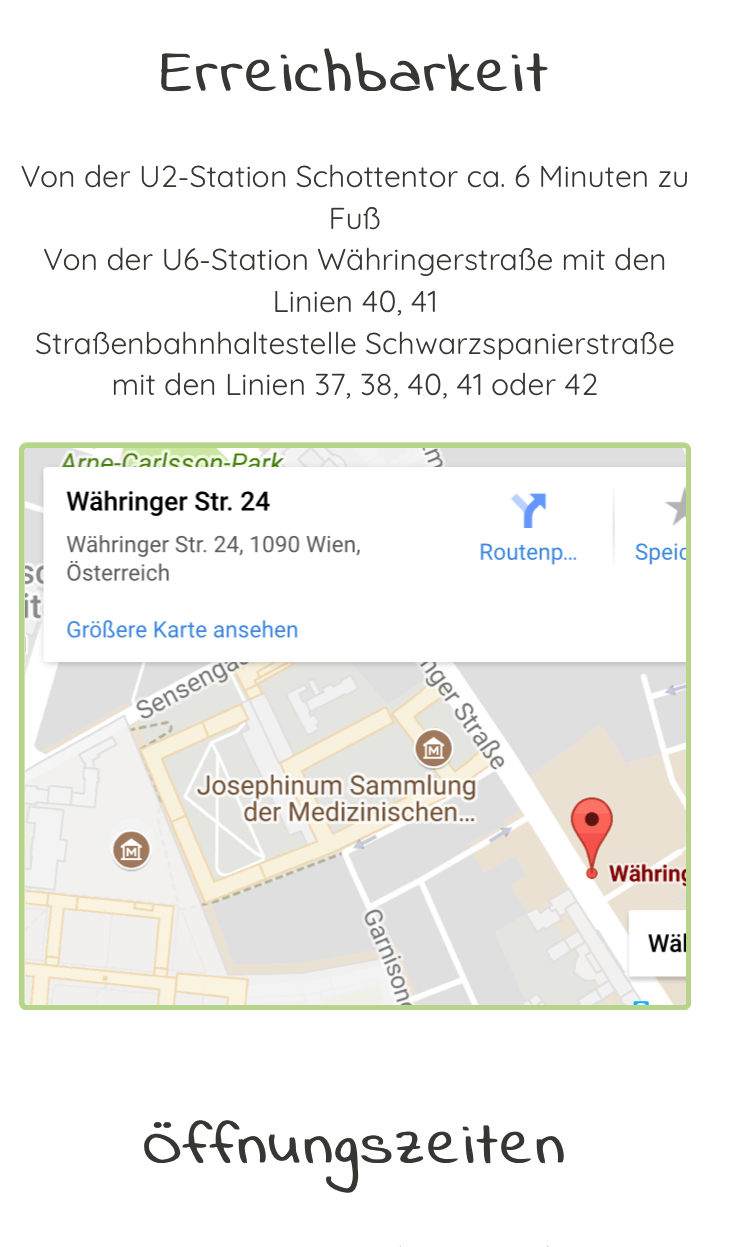 Erreichbarkeit
Von der U2-Station Schottentor ca. 6 Minuten zu
Fuß
Von der U6-Station Währingerstraße mit den
Linien 40, 41
Straßenbahnhaltestelle Schwarzspanierstraße
mit den Linien 37, 38, 40, 41 oder 42
Arne-Carlsson-Park
Währinger Str. 24
Währinger Str. 24, 1090 Wien,
Österreich
Größere Karte ansehen
Routenp...
Speic
Sensenga
nger Straße
Josephinum Sammlung
der Medizinischen...
Währing
Wäh
Garnisong
Öffnungszeiten